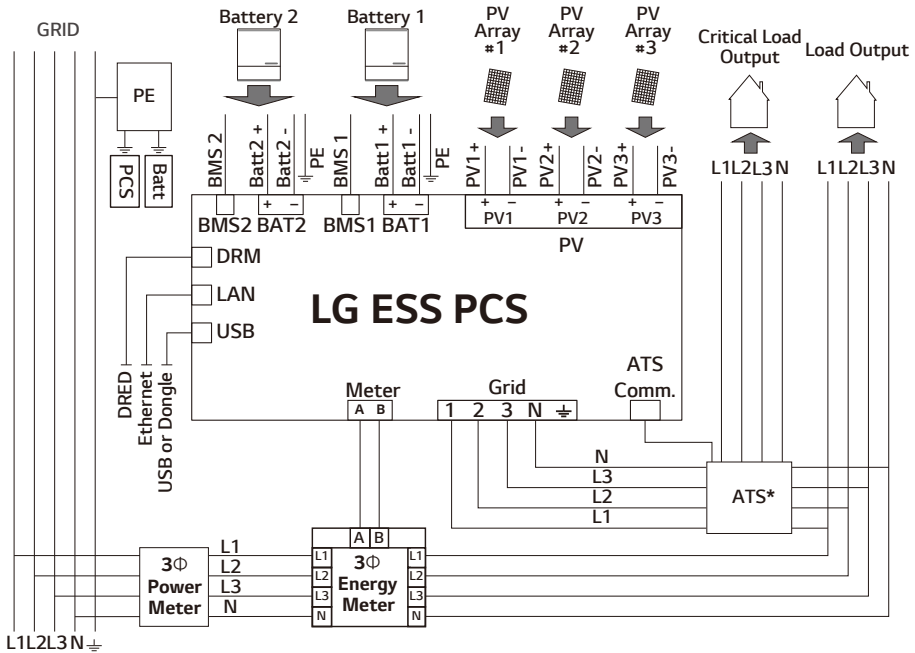 GRID
Battery 2
Battery 1
PV
Array
#1
PV
Array
#2
PV
Array
#3
Critical Load
Output
Load Output
PE
PCS
Batt
BMS 2
Batt2 +
Batt2 -
PE
BMS 1
Batt1 +
Batt1 -
PE
PV1+
PV1-
PV2+
PV2-
PV3+
PV3-
L1L2L3 N
L1L2L3N
+ −
+ −
+ −
+ −
+ −
PV1
PV2
PV3
BMS2 BAT2
BMS1 BAT1
PV
DRM
LAN
USB
LG ESS PCS
DRED
Ethernet
USB or Dongle
Meter
A B
Grid
1 2 3 N
ATS
Comm.
N
L3
L2
L1
ATS*
A B
3Φ
Power
Meter
L1
L2
L3
N
L1
L2
L3
N
3Φ
Energy
Meter
L1
L2
L3
N
L1L2L3 N